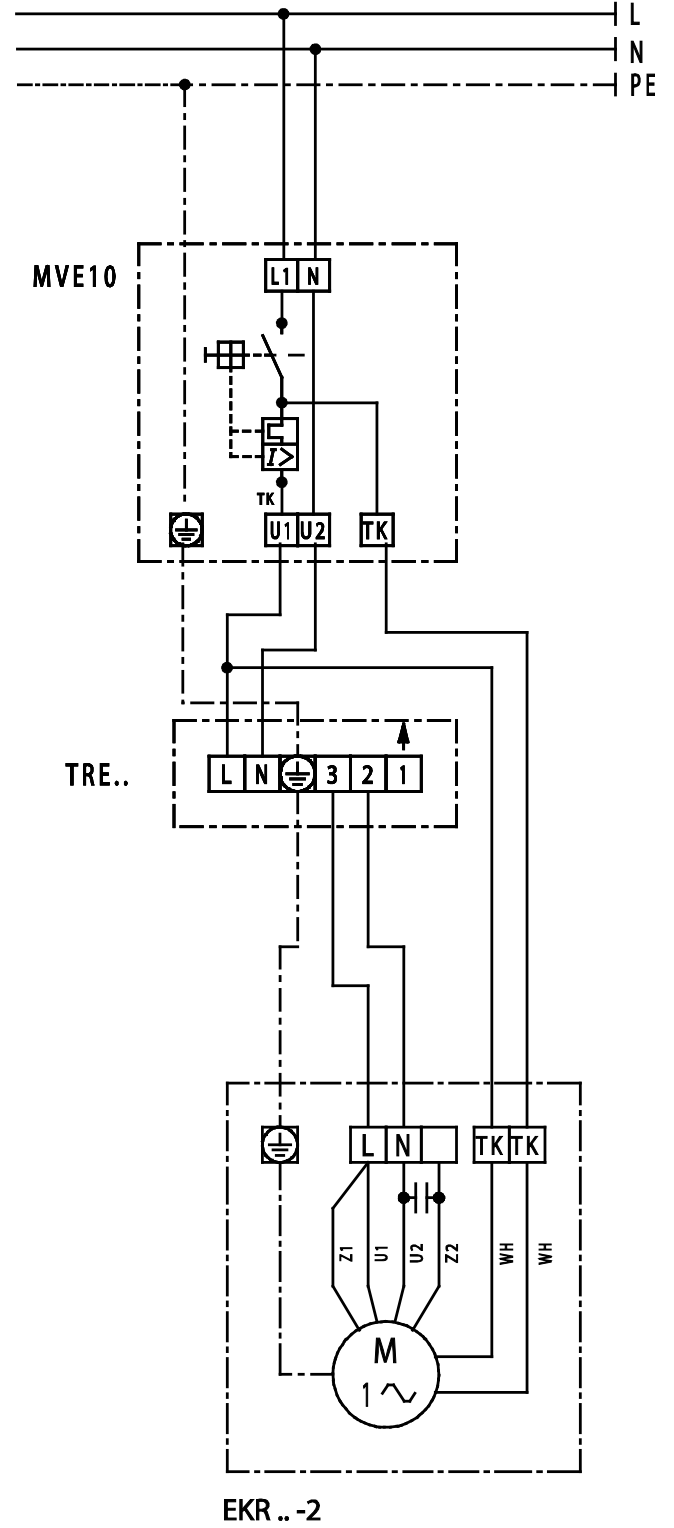 L
N
PE
MVE10
L1 N
I>
TK
U1 U2 TK
TRE..
L N 3 2 1
L N TK TK
Z1 U1 U2 Z2 WH WH
M
1
EKR .. -2